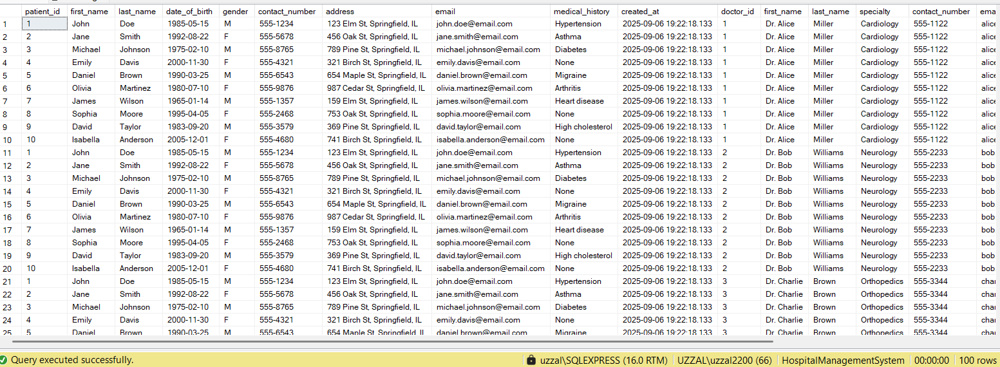 patient_id first_name last_name date_of_birth gender contact_number address email medical_history created_at doctor_id first_name last_name specialty contact_number
1 1 John Doe 1985-05-15 M 555-1234 123 Elm St, Springfield, IL john.doe@email.com Hypertension 2025-09-06 19:22:18.133 1 Dr. Alice Miller Cardiology 555-1122
2 2 Jane Smith 1992-08-22 F 555-5678 456 Oak St, Springfield, IL jane.smith@email.com Asthma 2025-09-06 19:22:18.133 1 Dr. Alice Miller Cardiology 555-1122
3 3 Michael Johnson 1975-02-10 M 555-8765 789 Pine St, Springfield, IL michael.johnson@email.com Diabetes 2025-09-06 19:22:18.133 1 Dr. Alice Miller Cardiology 555-1122
4 4 Emily Davis 2000-11-30 F 555-4321 321 Birch St, Springfield, IL emily.davis@email.com None 2025-09-06 19:22:18.133 1 Dr. Alice Miller Cardiology 555-1122
5 5 Daniel Brown 1990-03-25 M 555-6543 654 Maple St, Springfield, IL daniel.brown@email.com Migraine 2025-09-06 19:22:18.133 1 Dr. Alice Miller Cardiology 555-1122
6 6 Olivia Martinez 1980-07-10 F 555-9876 987 Cedar St, Springfield, IL olivia.martinez@email.com Arthritis 2025-09-06 19:22:18.133 1 Dr. Alice Miller Cardiology 555-1122
7 7 James Wilson 1965-01-14 M 555-1357 159 Elm St, Springfield, IL james.wilson@email.com Heart disease 2025-09-06 19:22:18.133 1 Dr. Alice Miller Cardiology 555-1122
8 8 Sophia Moore 1995-04-05 F 555-2468 753 Oak St, Springfield, IL sophia.moore@email.com None 2025-09-06 19:22:18.133 1 Dr. Alice Miller Cardiology 555-1122
9 9 David Taylor 1983-09-20 M 555-3579 369 Pine St, Springfield, IL david.taylor@email.com High cholesterol 2025-09-06 19:22:18.133 1 Dr. Alice Miller Cardiology 555-1122
10 10 Isabella Anderson 2005-12-01 F 555-4680 741 Birch St, Springfield, IL isabella.anderson@email.com None 2025-09-06 19:22:18.133 1 Dr. Alice Miller Cardiology 555-1122
11 1 John Doe 1985-05-15 M 555-1234 123 Elm St, Springfield, IL john.doe@email.com Hypertension 2025-09-06 19:22:18.133 2 Dr. Bob Williams Neurology 555-2233 bob
12 2 Jane Smith 1992-08-22 F 555-5678 456 Oak St, Springfield, IL jane.smith@email.com Asthma 2025-09-06 19:22:18.133 2 Dr. Bob Williams Neurology 555-2233 bob
13 3 Michael Johnson 1975-02-10 M 555-8765 789 Pine St, Springfield, IL michael.johnson@email.com Diabetes 2025-09-06 19:22:18.133 2 Dr. Bob Williams Neurology 555-2233 bob
14 4 Emily Davis 2000-11-30 F 555-4321 321 Birch St, Springfield, IL emily.davis@email.com None 2025-09-06 19:22:18.133 2 Dr. Bob Williams Neurology 555-2233 bob
15 5 Daniel Brown 1990-03-25 M 555-6543 654 Maple St, Springfield, IL daniel.brown@email.com Migraine 2025-09-06 19:22:18.133 2 Dr. Bob Williams Neurology 555-2233 bob
16 6 Olivia Martinez 1980-07-10 F 555-9876 987 Cedar St, Springfield, IL olivia.martinez@email.com Arthritis 2025-09-06 19:22:18.133 2 Dr. Bob Williams Neurology 555-2233 bob
17 7 James Wilson 1965-01-14 M 555-1357 159 Elm St, Springfield, IL james.wilson@email.com Heart disease 2025-09-06 19:22:18.133 2 Dr. Bob Williams Neurology 555-2233 bob
18 8 Sophia Moore 1995-04-05 F 555-2468 753 Oak St, Springfield, IL sophia.moore@email.com None 2025-09-06 19:22:18.133 2 Dr. Bob Williams Neurology 555-2233 bob
19 9 David Taylor 1983-09-20 M 555-3579 369 Pine St, Springfield, IL david.taylor@email.com High cholesterol 2025-09-06 19:22:18.133 2 Dr. Bob Williams Neurology 555-2233 bob
20 10 Isabella Anderson 2005-12-01 F 555-4680 741 Birch St, Springfield, IL isabella.anderson@email.com None 2025-09-06 19:22:18.133 2 Dr. Bob Williams Neurology 555-2233 bob
21 1 John Doe 1985-05-15 M 555-1234 123 Elm St, Springfield, IL john.doe@email.com Hypertension 2025-09-06 19:22:18.133 3 Dr. Charlie Brown Orthopedics 555-3344
22 2 Jane Smith 1992-08-22 F 555-5678 456 Oak St, Springfield, IL jane.smith@email.com Asthma 2025-09-06 19:22:18.133 3 Dr. Charlie Brown Orthopedics 555-3344
23 3 Michael Johnson 1975-02-10 M 555-8765 789 Pine St, Springfield, IL michael.johnson@email.com Diabetes 2025-09-06 19:22:18.133 3 Dr. Charlie Brown Orthopedics 555-3344
24 4 Emily Davis 2000-11-30 F 555-4321 321 Birch St, Springfield, IL emily.davis@email.com None 2025-09-06 19:22:18.133 3 Dr. Charlie Brown Orthopedics 555-3344
25 5 Daniel Brown 1990-03-25 M 555-6543 654 Maple St, Springfield, IL daniel.brown@email.com Migraine 2025-09-06 19:22:18.133 3 Dr. Charlie Brown Orthopedics 555-3344
Query executed successfully. uzzal\SQLEXPRESS (16.0 RTM) UZZAL\uzzal2200 (66) HospitalManagementSystem 00:00:00 100 rows